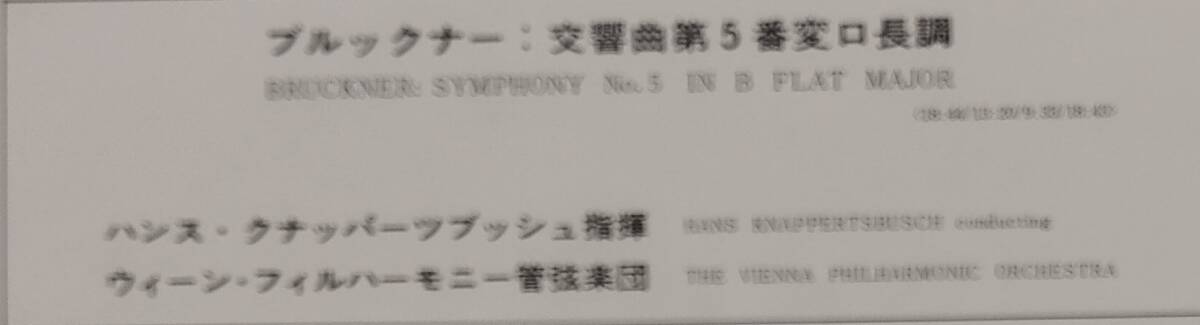 ブルックナー：交響曲第5番変ロ長調
BRUCKNER: SYMPHONY No. 5 IN B FLAT MAJOR
ハンス・クナッパーツブッシュ指揮 HANS KNAPPERTSBUSCH conducting
ウィーン・フィルハーモニー管弦楽団 THE VIENNA PHILHARMONIC ORCHESTRA